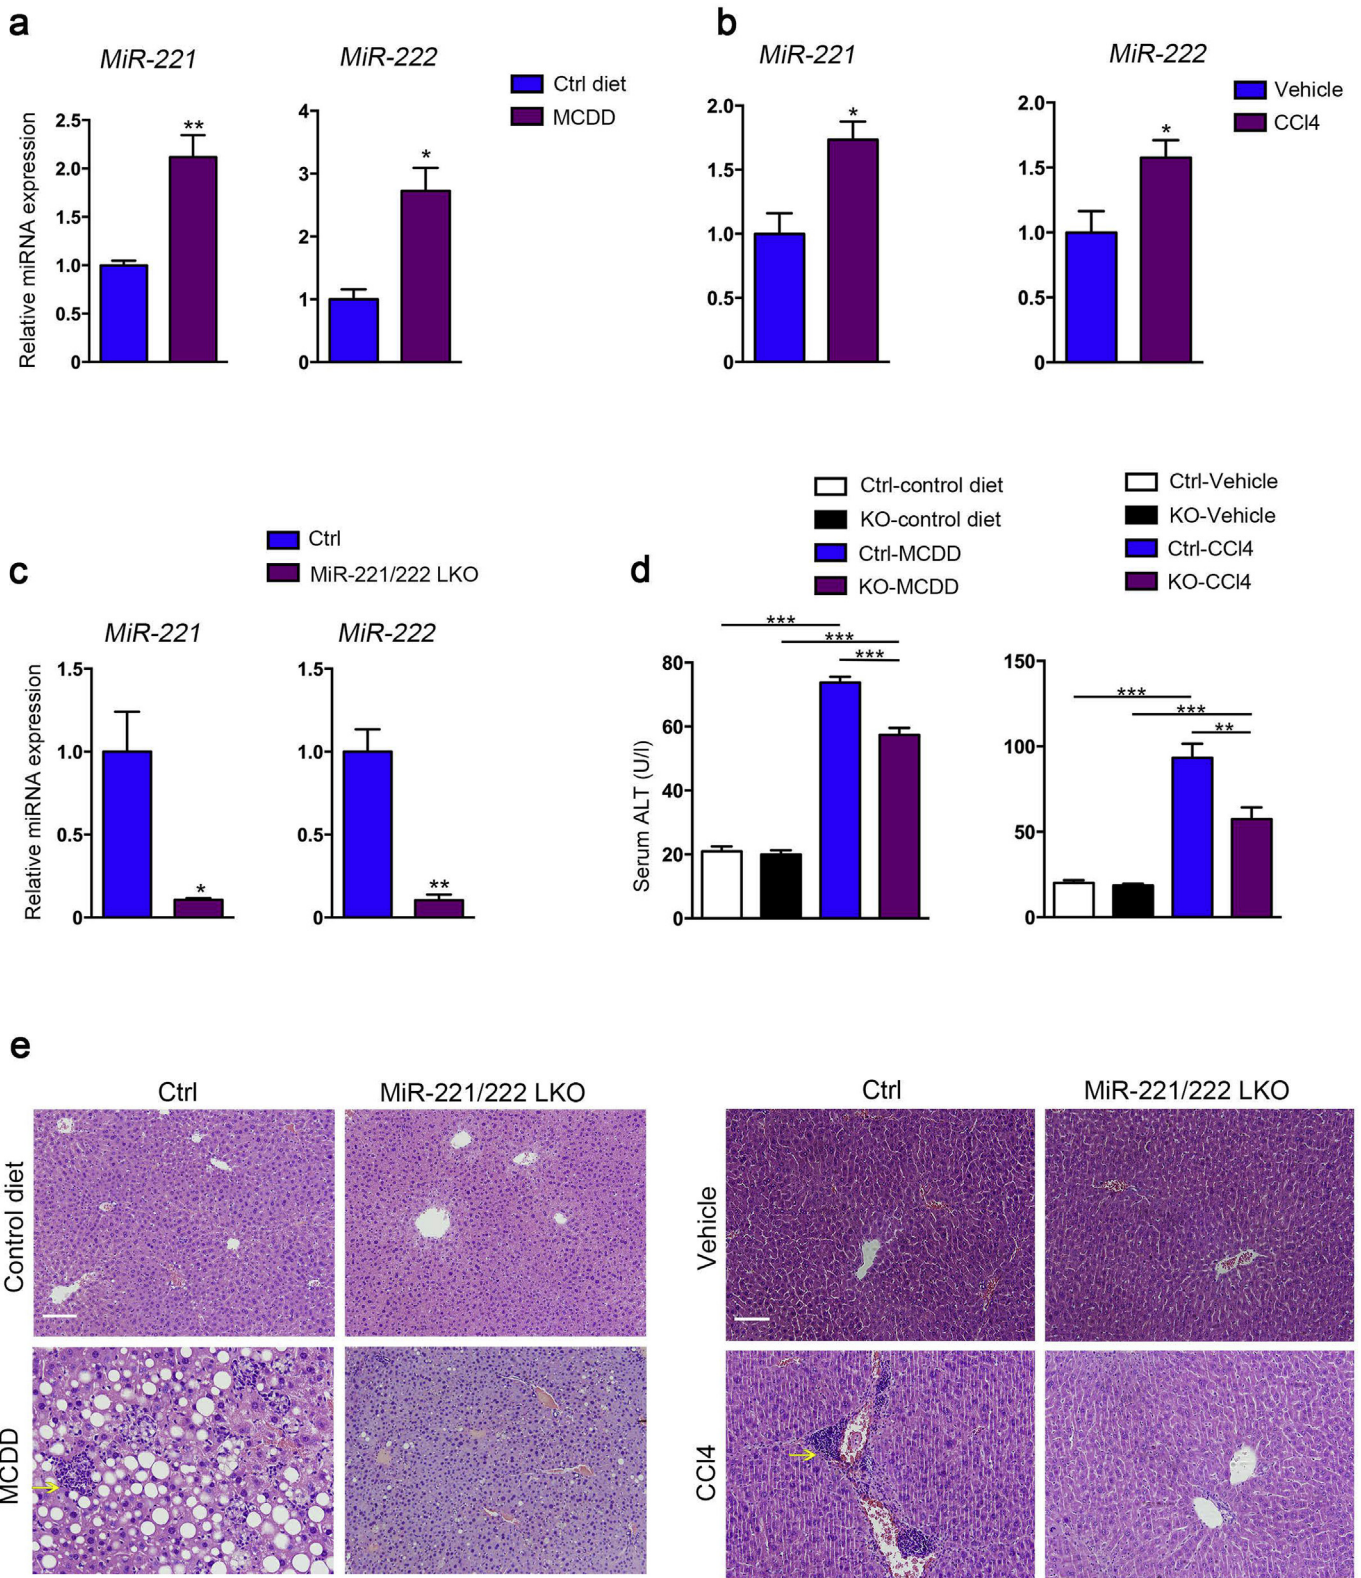 a
MiR-221
MiR-222
Ctrl diet
MCDD
Relative miRNA expression
2.5
2.0
1.5
1.0
0.5
0
**
4
3
2
1
0
*
b
MiR-221
MiR-222
Vehicle
CCl4
2.0
1.5
1.0
0.5
0
*
2.0
1.5
1.0
0.5
0
*
c
Ctrl
MiR-221/222 LKO
MiR-221
MiR-222
Relative miRNA expression
1.5
1.0
0.5
0
*
1.5
1.0
0.5
0
**
d
Ctrl-control diet
KO-control diet
Ctrl-MCDD
KO-MCDD
Ctrl-Vehicle
KO-Vehicle
Ctrl-CCl4
KO-CCl4
Serum ALT (U/l)
80
60
40
20
0
***
***
***
150
100
50
0
***
***
**
e
Ctrl
MiR-221/222 LKO
Control diet
MCDD
Ctrl
MiR-221/222 LKO
Vehicle
CCl4